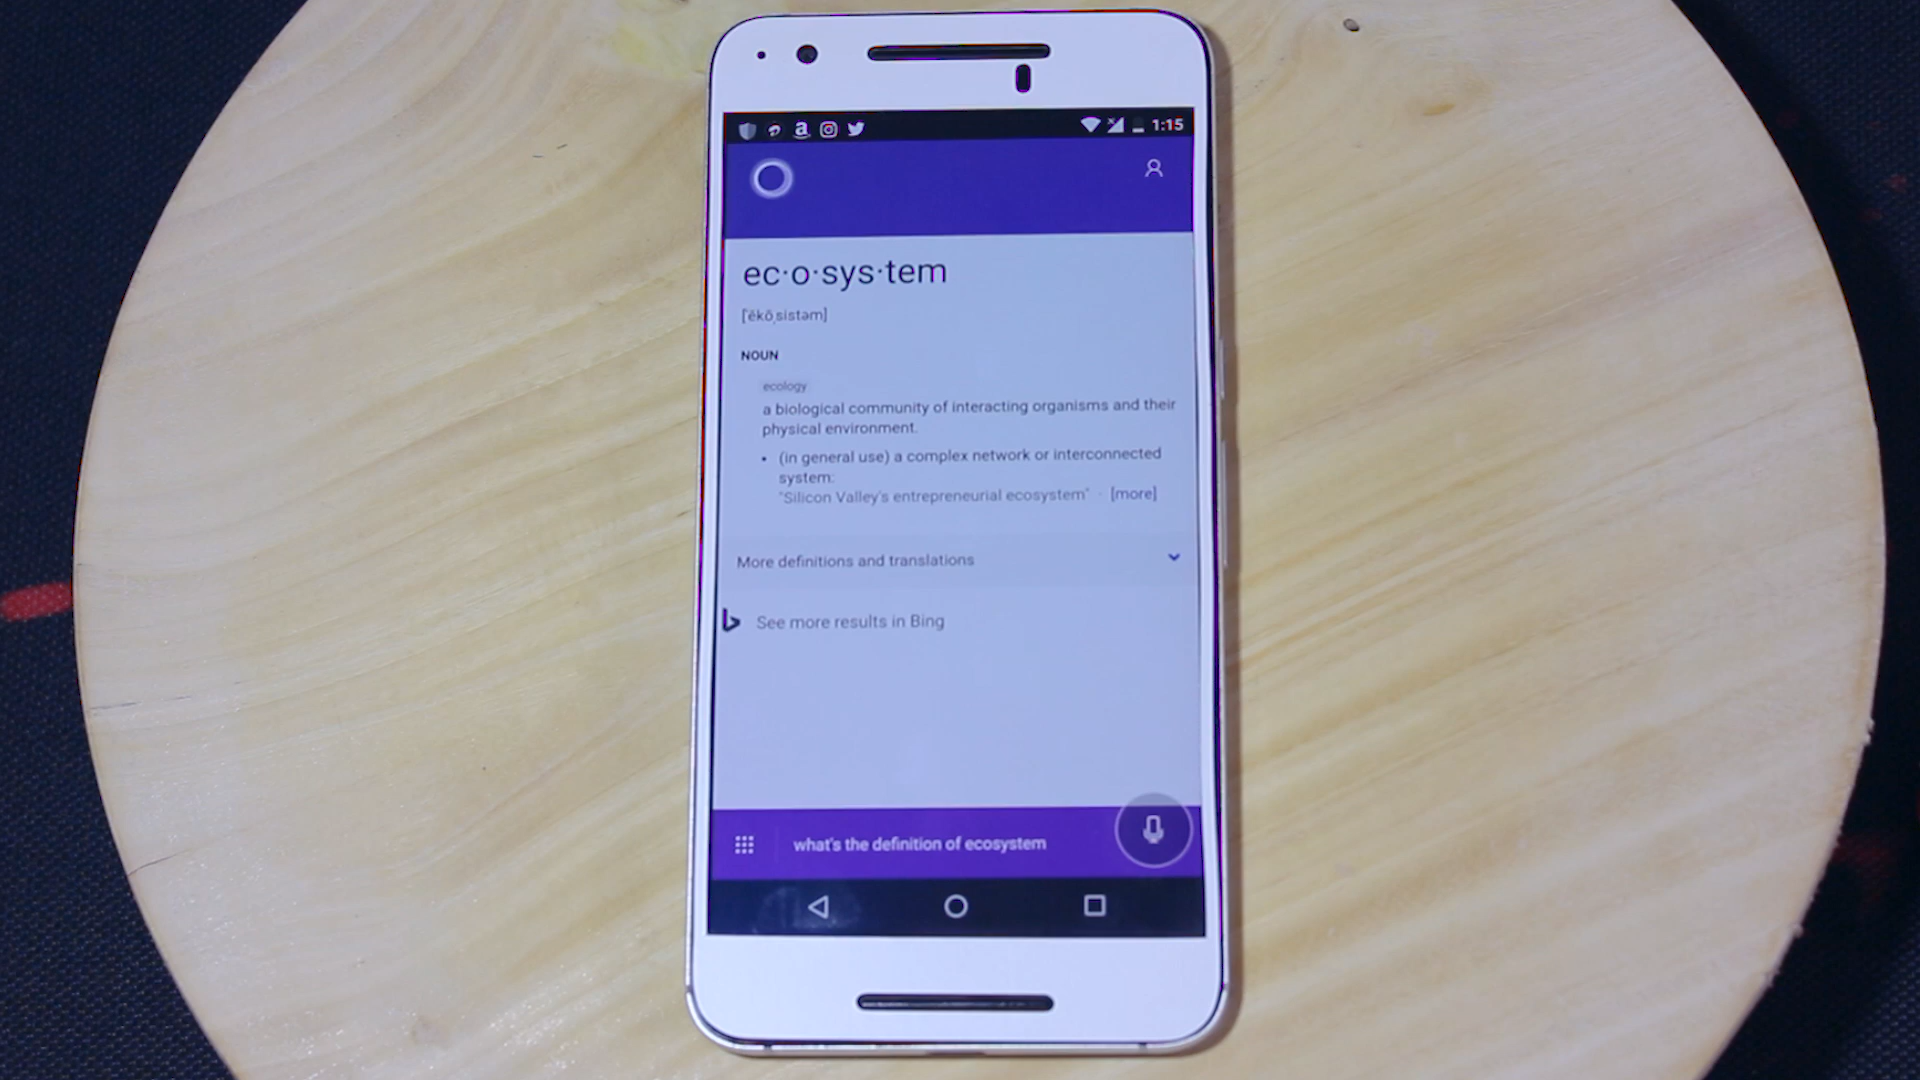 1:15
ec·o·sys·tem
[ˈēkōˌsistəm]
NOUN
ecology
a biological community of interacting organisms and their
physical environment.
• (in general use) a complex network or interconnected
system:
"Silicon Valley's entrepreneurial ecosystem" · [more]
More definitions and translations
See more results in Bing
what's the definition of ecosystem